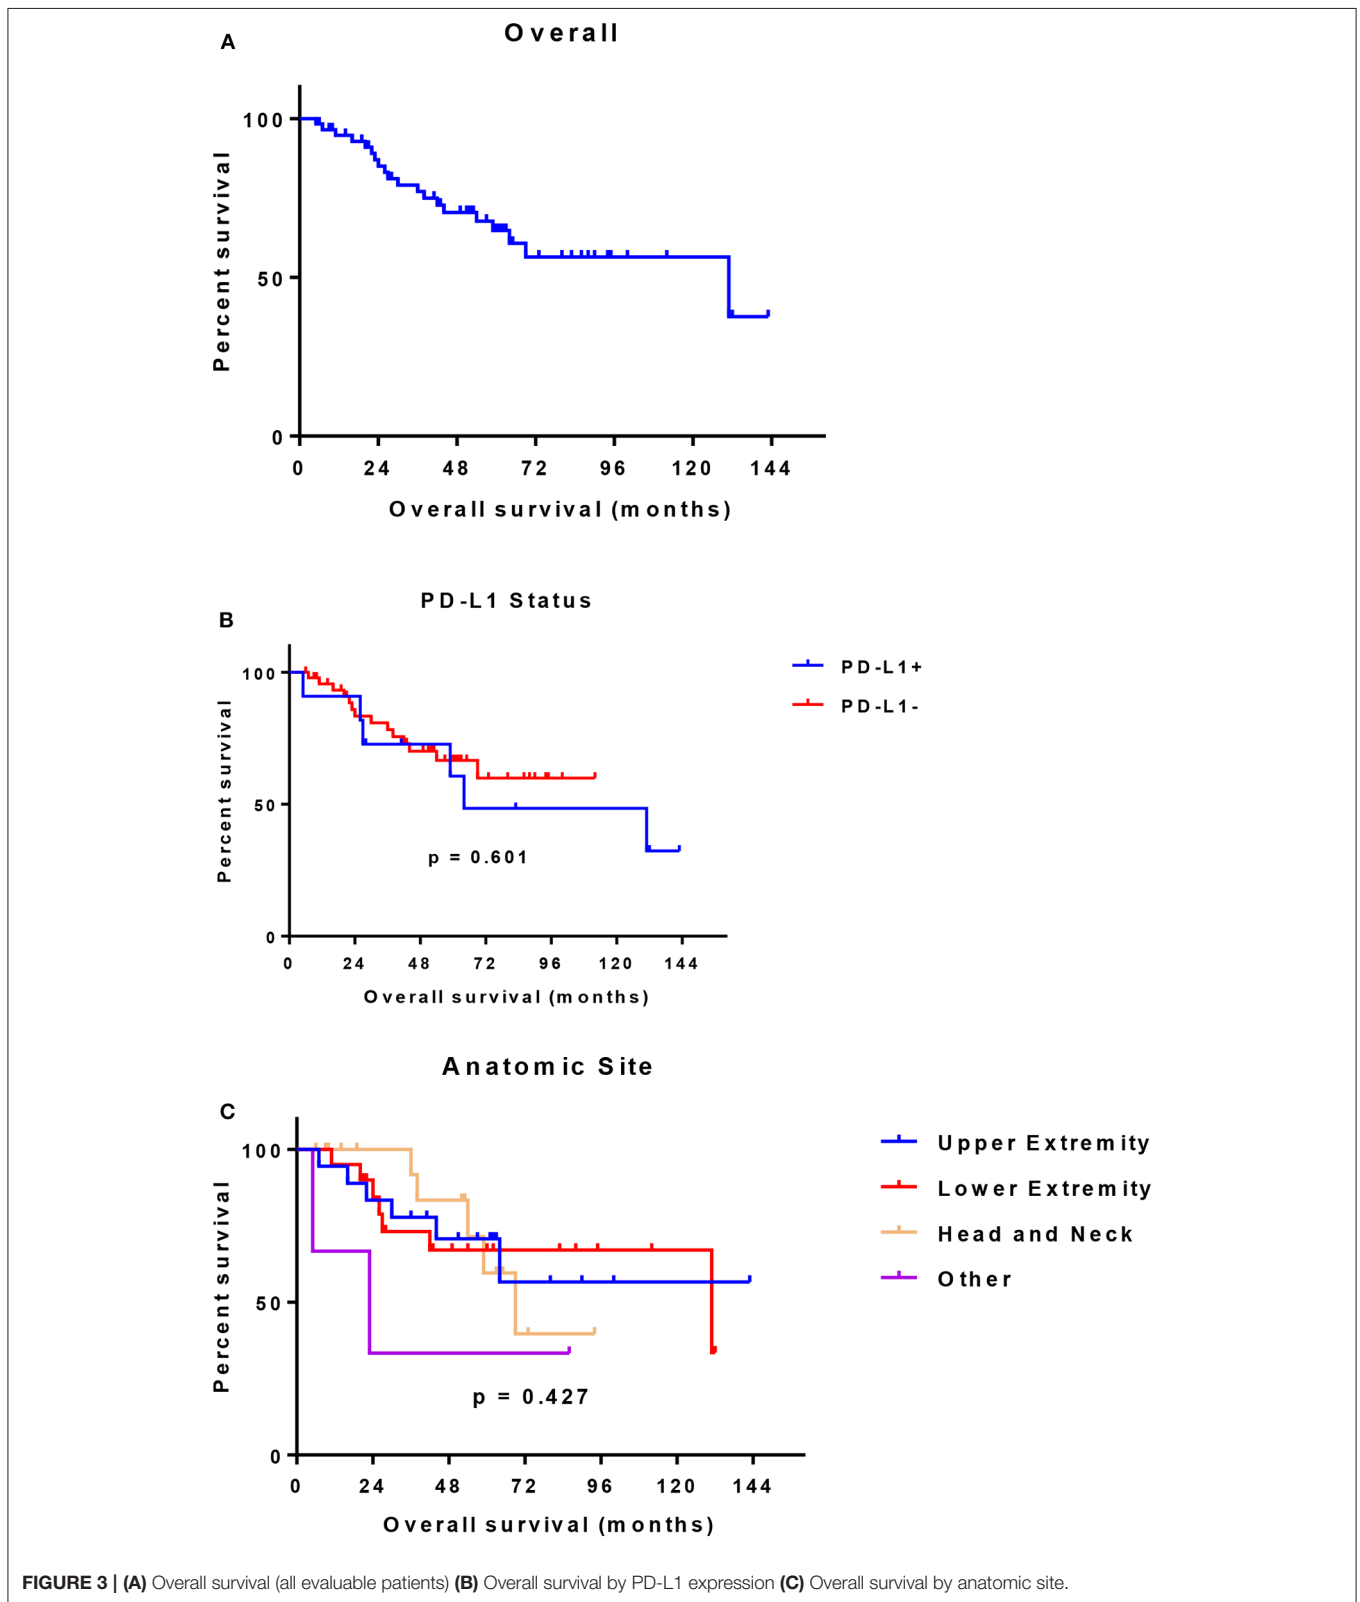 A
Overall
Percent survival
100
50
0
0 24 48 72 96 120 144
Overall survival (months)
PD-L1 Status
B
Percent survival
100
50
0
p = 0.601
PD-L1+
PD-L1-
0 24 48 72 96 120 144
Overall survival (months)
Anatomic Site
C
Percent survival
100
50
0
p = 0.427
Upper Extremity
Lower Extremity
Head and Neck
Other
0 24 48 72 96 120 144
Overall survival (months)
FIGURE 3 | (A) Overall survival (all evaluable patients) (B) Overall survival by PD-L1 expression (C) Overall survival by anatomic site.